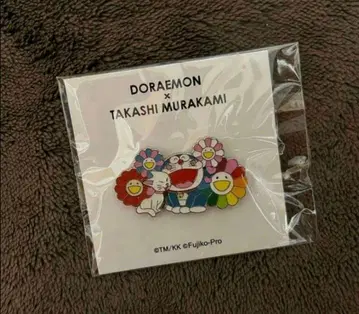 DORAEMON
×
TAKASHI MURAKAMI
©TM/KK ©Fujiko-Pro